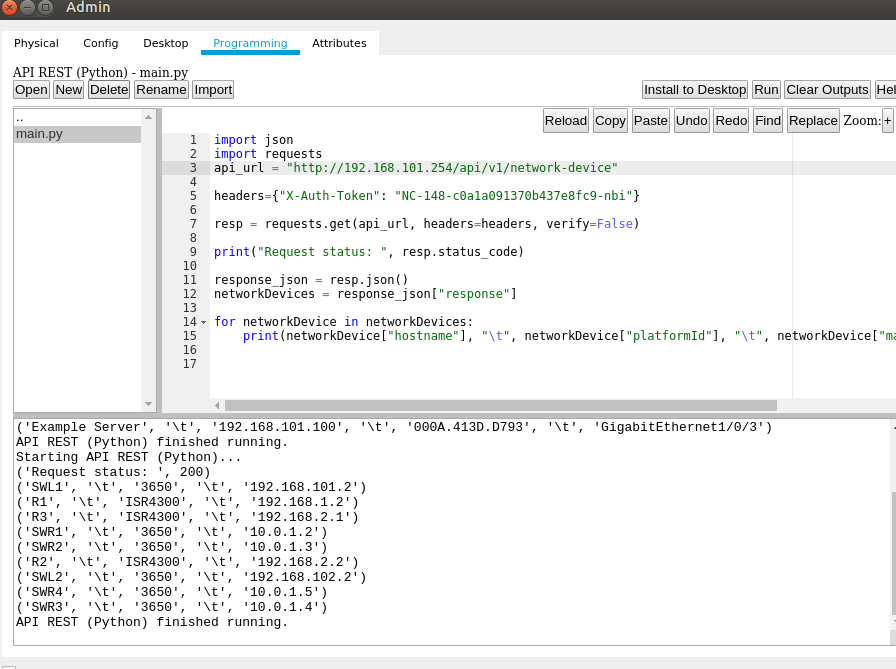 Admin
Physical Config Desktop Programming Attributes
API REST (Python) - main.py
Open New Delete Rename Import Install to Desktop Run Clear Outputs Hel
..
main.py
Reload Copy Paste Undo Redo Find Replace Zoom: +
1 import json
2 import requests
3 api_url = "http://192.168.101.254/api/v1/network-device"
4
5 headers={"X-Auth-Token": "NC-148-c0a1a091370b437e8fc9-nbi"}
6
7 resp = requests.get(api_url, headers=headers, verify=False)
8
9 print("Request status: ", resp.status_code)
10
11 response_json = resp.json()
12 networkDevices = response_json["response"]
13
14 for networkDevice in networkDevices:
15     print(networkDevice["hostname"], "\t", networkDevice["platformId"], "\t", networkDevice["ma
16
17
('Example Server', '\t', '192.168.101.100', '\t', '000A.413D.D793', '\t', 'GigabitEthernet1/0/3')
API REST (Python) finished running.
Starting API REST (Python)...
('Request status: ', 200)
('SWL1', '\t', '3650', '\t', '192.168.101.2')
('R1', '\t', 'ISR4300', '\t', '192.168.1.2')
('R3', '\t', 'ISR4300', '\t', '192.168.2.1')
('SWR1', '\t', '3650', '\t', '10.0.1.2')
('SWR2', '\t', '3650', '\t', '10.0.1.3')
('R2', '\t', 'ISR4300', '\t', '192.168.2.2')
('SWL2', '\t', '3650', '\t', '192.168.102.2')
('SWR4', '\t', '3650', '\t', '10.0.1.5')
('SWR3', '\t', '3650', '\t', '10.0.1.4')
API REST (Python) finished running.